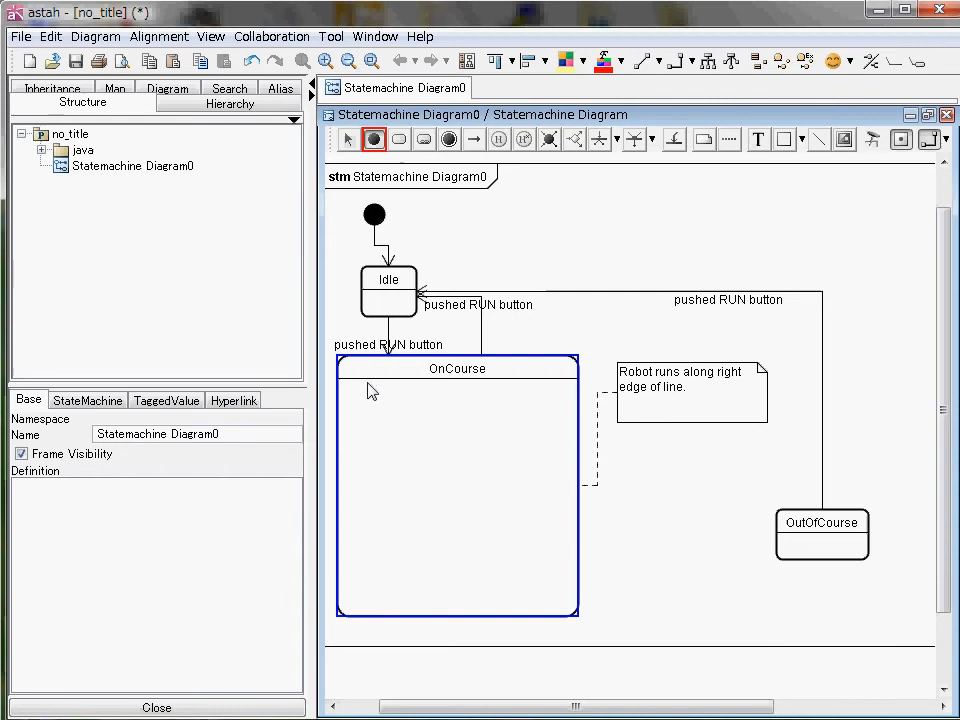 astah - [no_title] (*)
File Edit Diagram Alignment View Collaboration Tool Window Help
Inheritance Map Diagram Search Alias
Structure Hierarchy
no_title
java
Statemachine Diagram0
Base StateMachine TaggedValue Hyperlink
Namespace
Name Statemachine Diagram0
Frame Visibility
Definition
Close
Statemachine Diagram0
Statemachine Diagram0 / Statemachine Diagram
stm Statemachine Diagram0
Idle
pushed RUN button
pushed RUN button
pushed RUN button
OnCourse
Robot runs along right
edge of line.
OutOfCourse